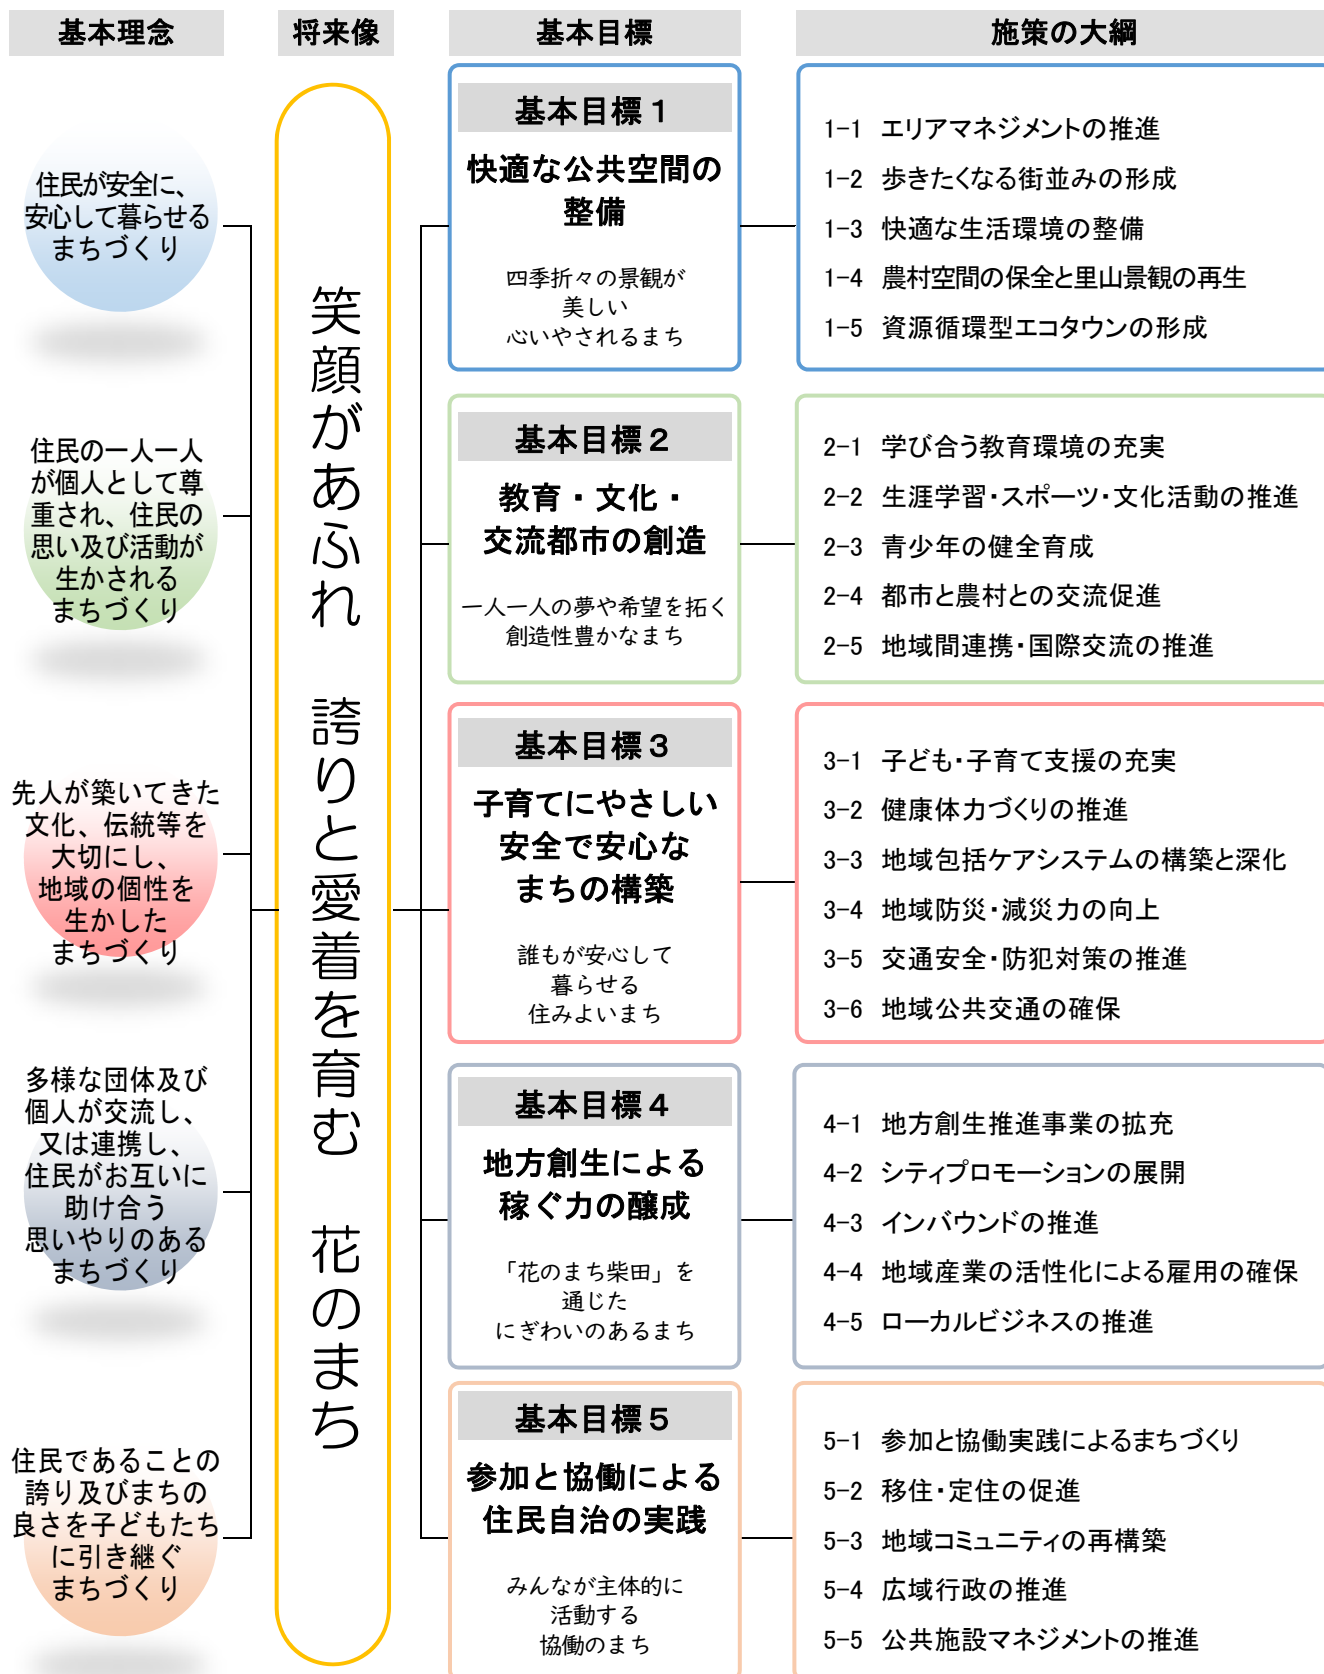 基本理念
将来像
基本目標
施策の大綱
住民が安全に、
安心して暮らせる
まちづくり
住民の一人一人
が個人として尊
重され、住民の
思い及び活動が
生かされる
まちづくり
先人が築いてきた
文化、伝統等を
大切にし、
地域の個性を
生かした
まちづくり
多様な団体及び
個人が交流し、
又は連携し、
住民がお互いに
助け合う
思いやりのある
まちづくり
住民であることの
誇り及びまちの
良さを子どもたち
に引き継ぐ
まちづくり
笑顔があふれ　誇りと愛着を育む　花のまち
基本目標１
快適な公共空間の
整備
四季折々の景観が
美しい
心いやされるまち
1-1 エリアマネジメントの推進
1-2 歩きたくなる街並みの形成
1-3 快適な生活環境の整備
1-4 農村空間の保全と里山景観の再生
1-5 資源循環型エコタウンの形成
基本目標２
教育・文化・
交流都市の創造
一人一人の夢や希望を拓く
創造性豊かなまち
2-1 学び合う教育環境の充実
2-2 生涯学習・スポーツ・文化活動の推進
2-3 青少年の健全育成
2-4 都市と農村との交流促進
2-5 地域間連携・国際交流の推進
基本目標３
子育てにやさしい
安全で安心な
まちの構築
誰もが安心して
暮らせる
住みよいまち
3-1 子ども・子育て支援の充実
3-2 健康体力づくりの推進
3-3 地域包括ケアシステムの構築と深化
3-4 地域防災・減災力の向上
3-5 交通安全・防犯対策の推進
3-6 地域公共交通の確保
基本目標４
地方創生による
稼ぐ力の醸成
「花のまち柴田」を
通じた
にぎわいのあるまち
4-1 地方創生推進事業の拡充
4-2 シティプロモーションの展開
4-3 インバウンドの推進
4-4 地域産業の活性化による雇用の確保
4-5 ローカルビジネスの推進
基本目標５
参加と協働による
住民自治の実践
みんなが主体的に
活動する
協働のまち
5-1 参加と協働実践によるまちづくり
5-2 移住・定住の促進
5-3 地域コミュニティの再構築
5-4 広域行政の推進
5-5 公共施設マネジメントの推進